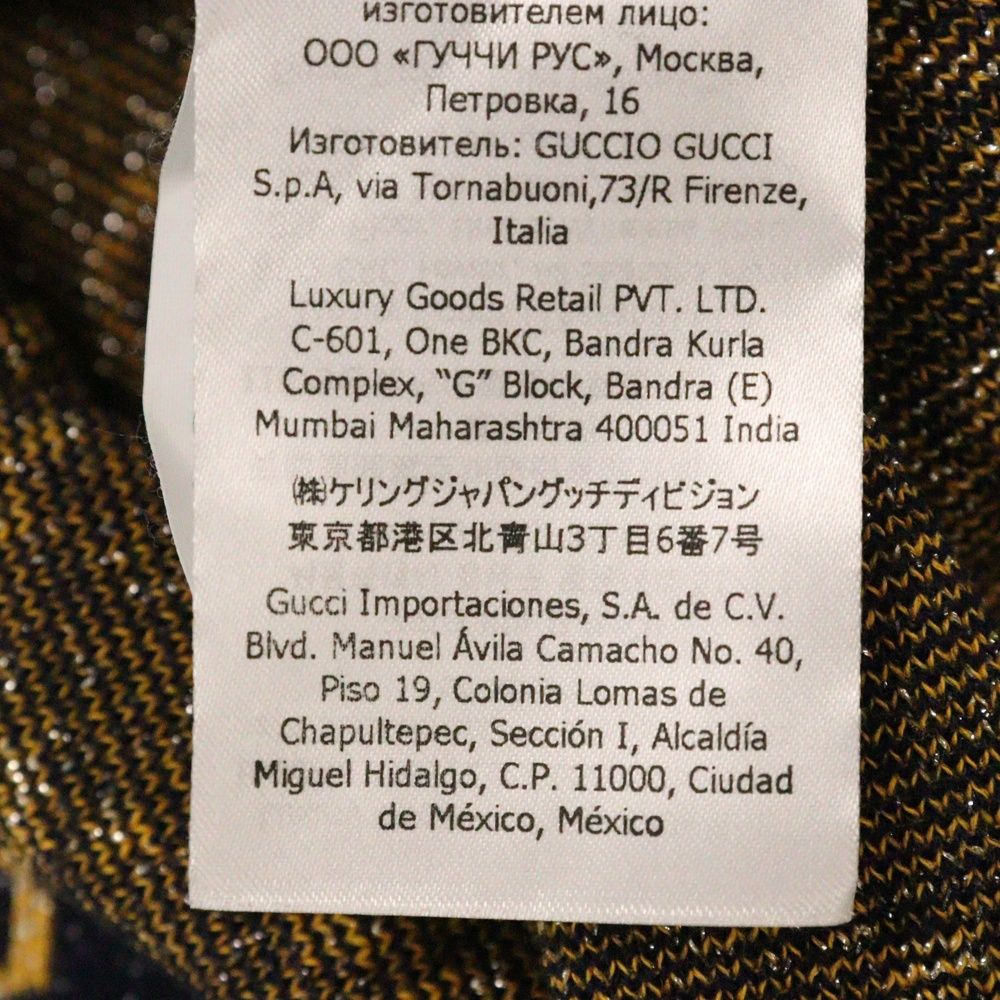 изготовителем лицо:
ООО «ГУЧЧИ РУС», Москва,
Петровка, 16
Изготовитель: GUCCIO GUCCI
S.p.A, via Tornabuoni,73/R Firenze,
Italia
Luxury Goods Retail PVT. LTD.
C-601, One BKC, Bandra Kurla
Complex, “G” Block, Bandra (E)
Mumbai Maharashtra 400051 India
㈱ケリングジャパングッチディビジョン
東京都港区北青山3丁目6番7号
Gucci Importaciones, S.A. de C.V.
Blvd. Manuel Ávila Camacho No. 40,
Piso 19, Colonia Lomas de
Chapultepec, Sección I, Alcaldía
Miguel Hidalgo, C.P. 11000, Ciudad
de México, México